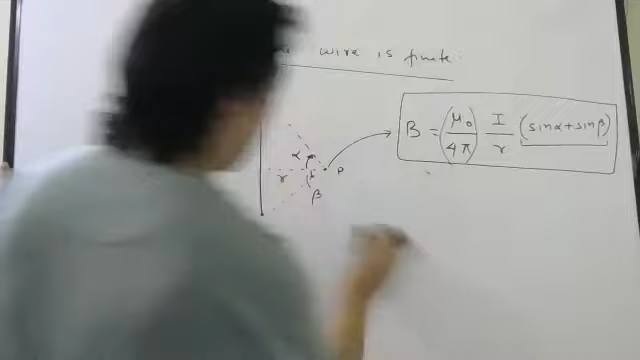 wire is finite
B = (μ₀/4π) I/r (sinα+sinβ)
α
r
P
β